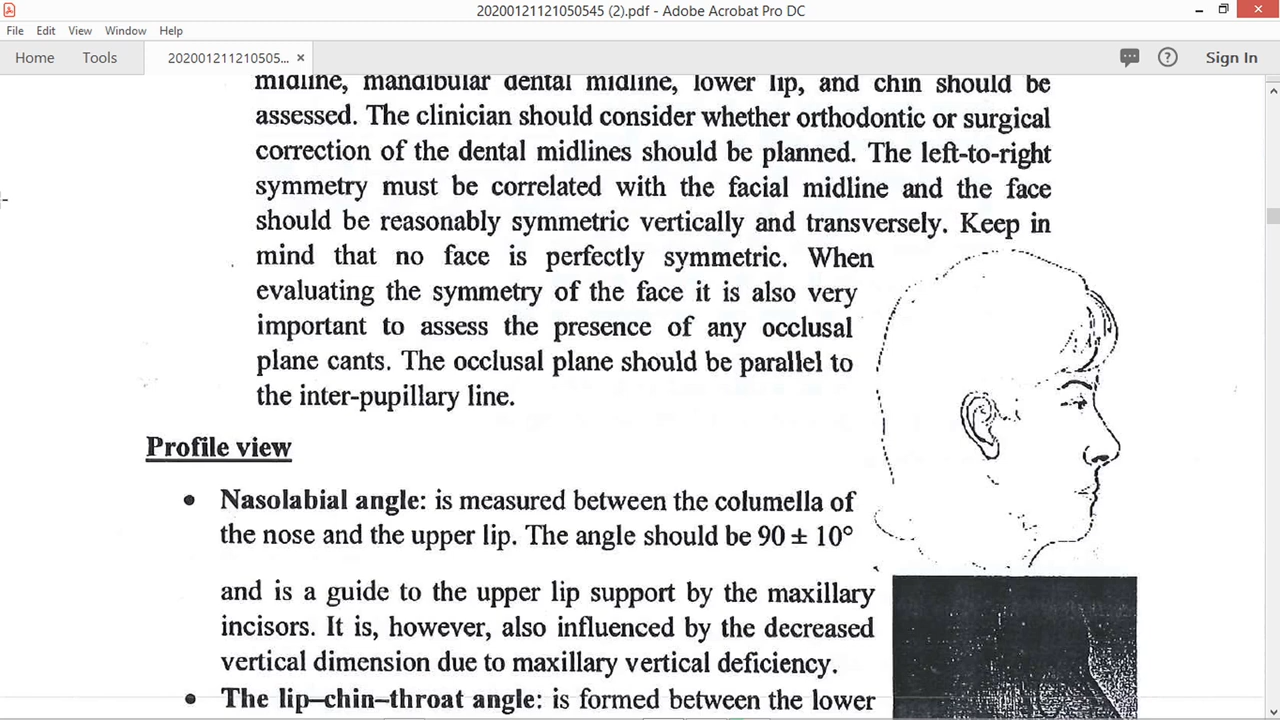 20200121121050545 (2).pdf - Adobe Acrobat Pro DC
File Edit View Window Help
Home Tools 202001211210505... × Sign In
midline, mandibular dental midline, lower lip, and chin should be
assessed. The clinician should consider whether orthodontic or surgical
correction of the dental midlines should be planned. The left-to-right
symmetry must be correlated with the facial midline and the face
should be reasonably symmetric vertically and transversely. Keep in
mind that no face is perfectly symmetric. When
evaluating the symmetry of the face it is also very
important to assess the presence of any occlusal
plane cants. The occlusal plane should be parallel to
the inter-pupillary line.
Profile view
• Nasolabial angle: is measured between the columella of
the nose and the upper lip. The angle should be 90 ± 10°
and is a guide to the upper lip support by the maxillary
incisors. It is, however, also influenced by the decreased
vertical dimension due to maxillary vertical deficiency.
• The lip–chin–throat angle: is formed between the lower